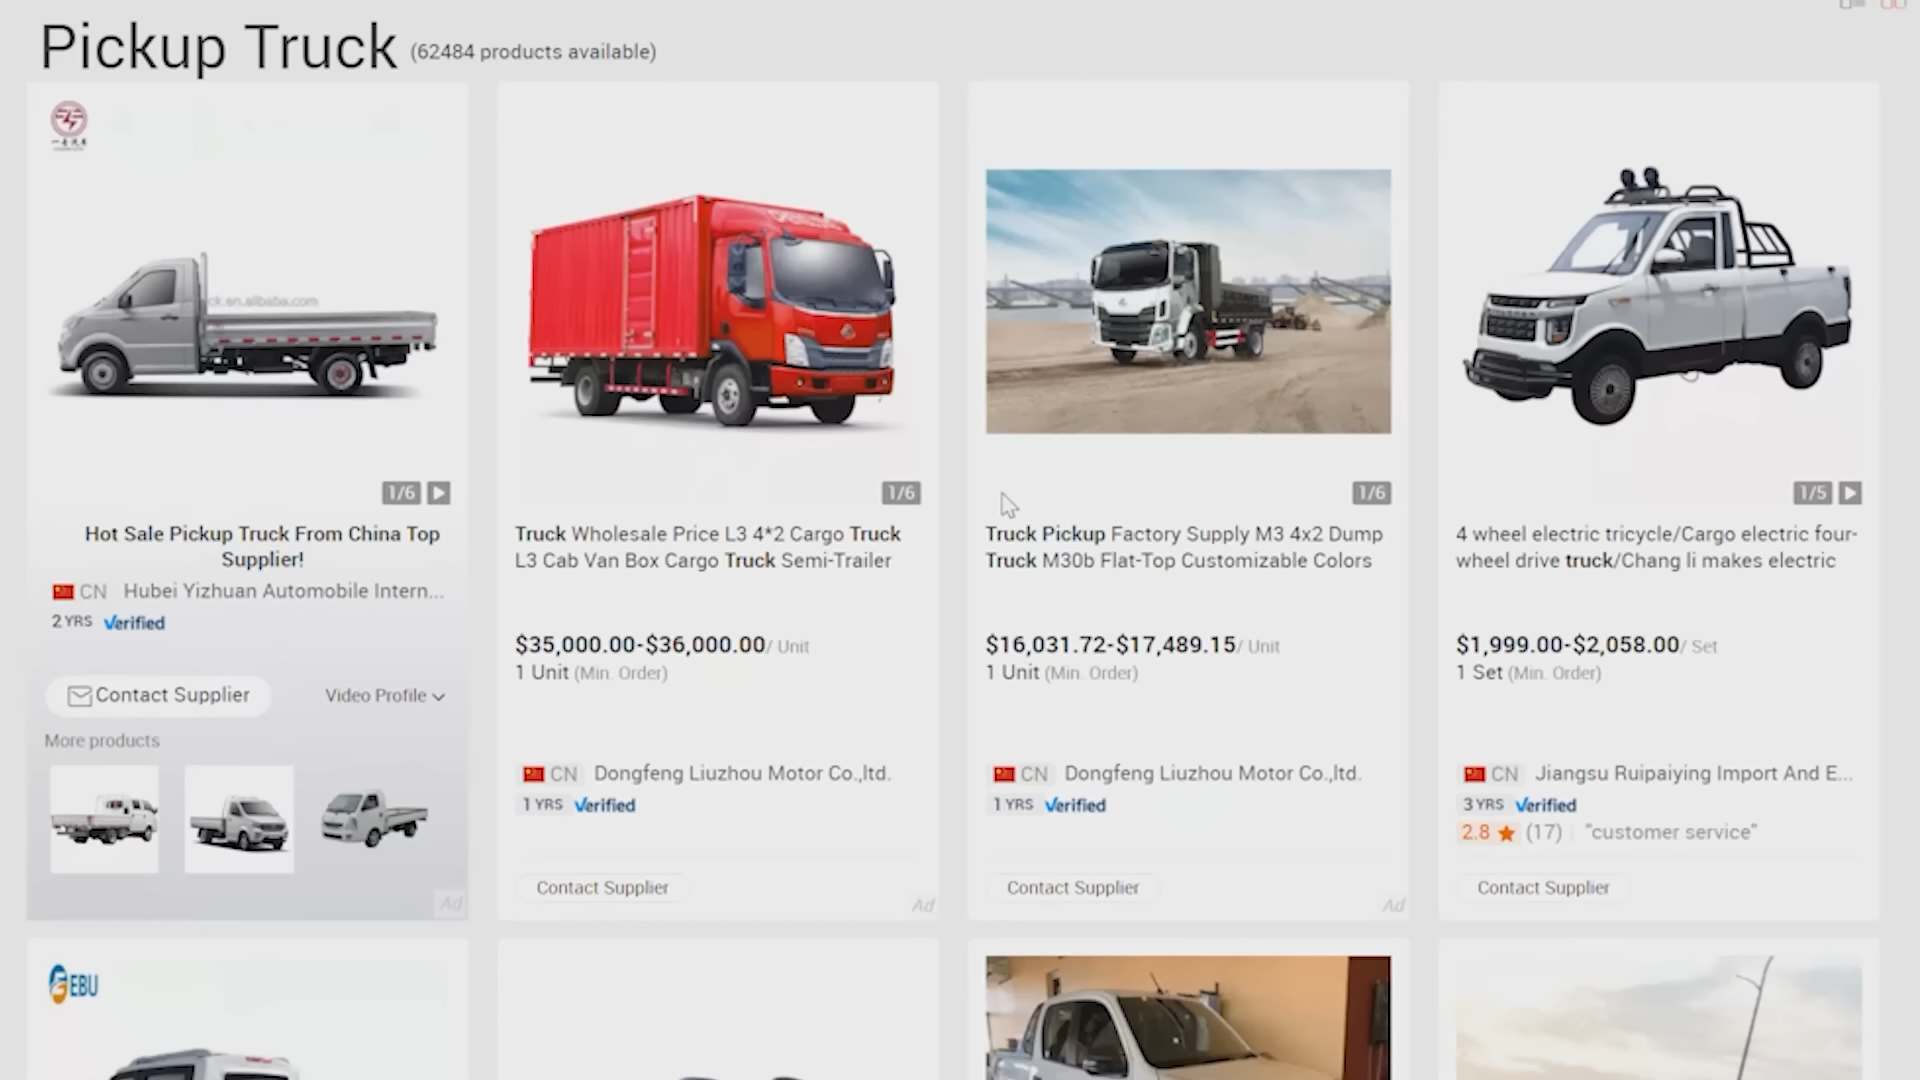 Pickup Truck (62484 products available)
ck.en.alibaba.com
1/6
Hot Sale Pickup Truck From China Top
Supplier!
CN Hubei Yizhuan Automobile Intern...
2 YRS Verified
Contact Supplier Video Profile
More products
Ad
1/6
Truck Wholesale Price L3 4*2 Cargo Truck
L3 Cab Van Box Cargo Truck Semi-Trailer
$35,000.00-$36,000.00/ Unit
1 Unit (Min. Order)
CN Dongfeng Liuzhou Motor Co.,ltd.
1 YRS Verified
Contact Supplier
Ad
1/6
Truck Pickup Factory Supply M3 4x2 Dump
Truck M30b Flat-Top Customizable Colors
$16,031.72-$17,489.15/ Unit
1 Unit (Min. Order)
CN Dongfeng Liuzhou Motor Co.,ltd.
1 YRS Verified
Contact Supplier
Ad
1/5
4 wheel electric tricycle/Cargo electric four-
wheel drive truck/Chang li makes electric
$1,999.00-$2,058.00/ Set
1 Set (Min. Order)
CN Jiangsu Ruipaiying Import And E...
3 YRS Verified
2.8 (17) "customer service"
Contact Supplier
EBU